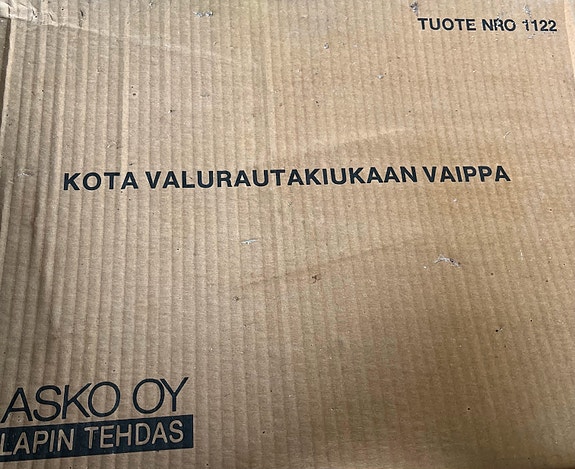 TUOTE NRO 1122
KOTA VALURAUTAKIUKAAN VAIPPA
ASKO OY
LAPIN TEHDAS